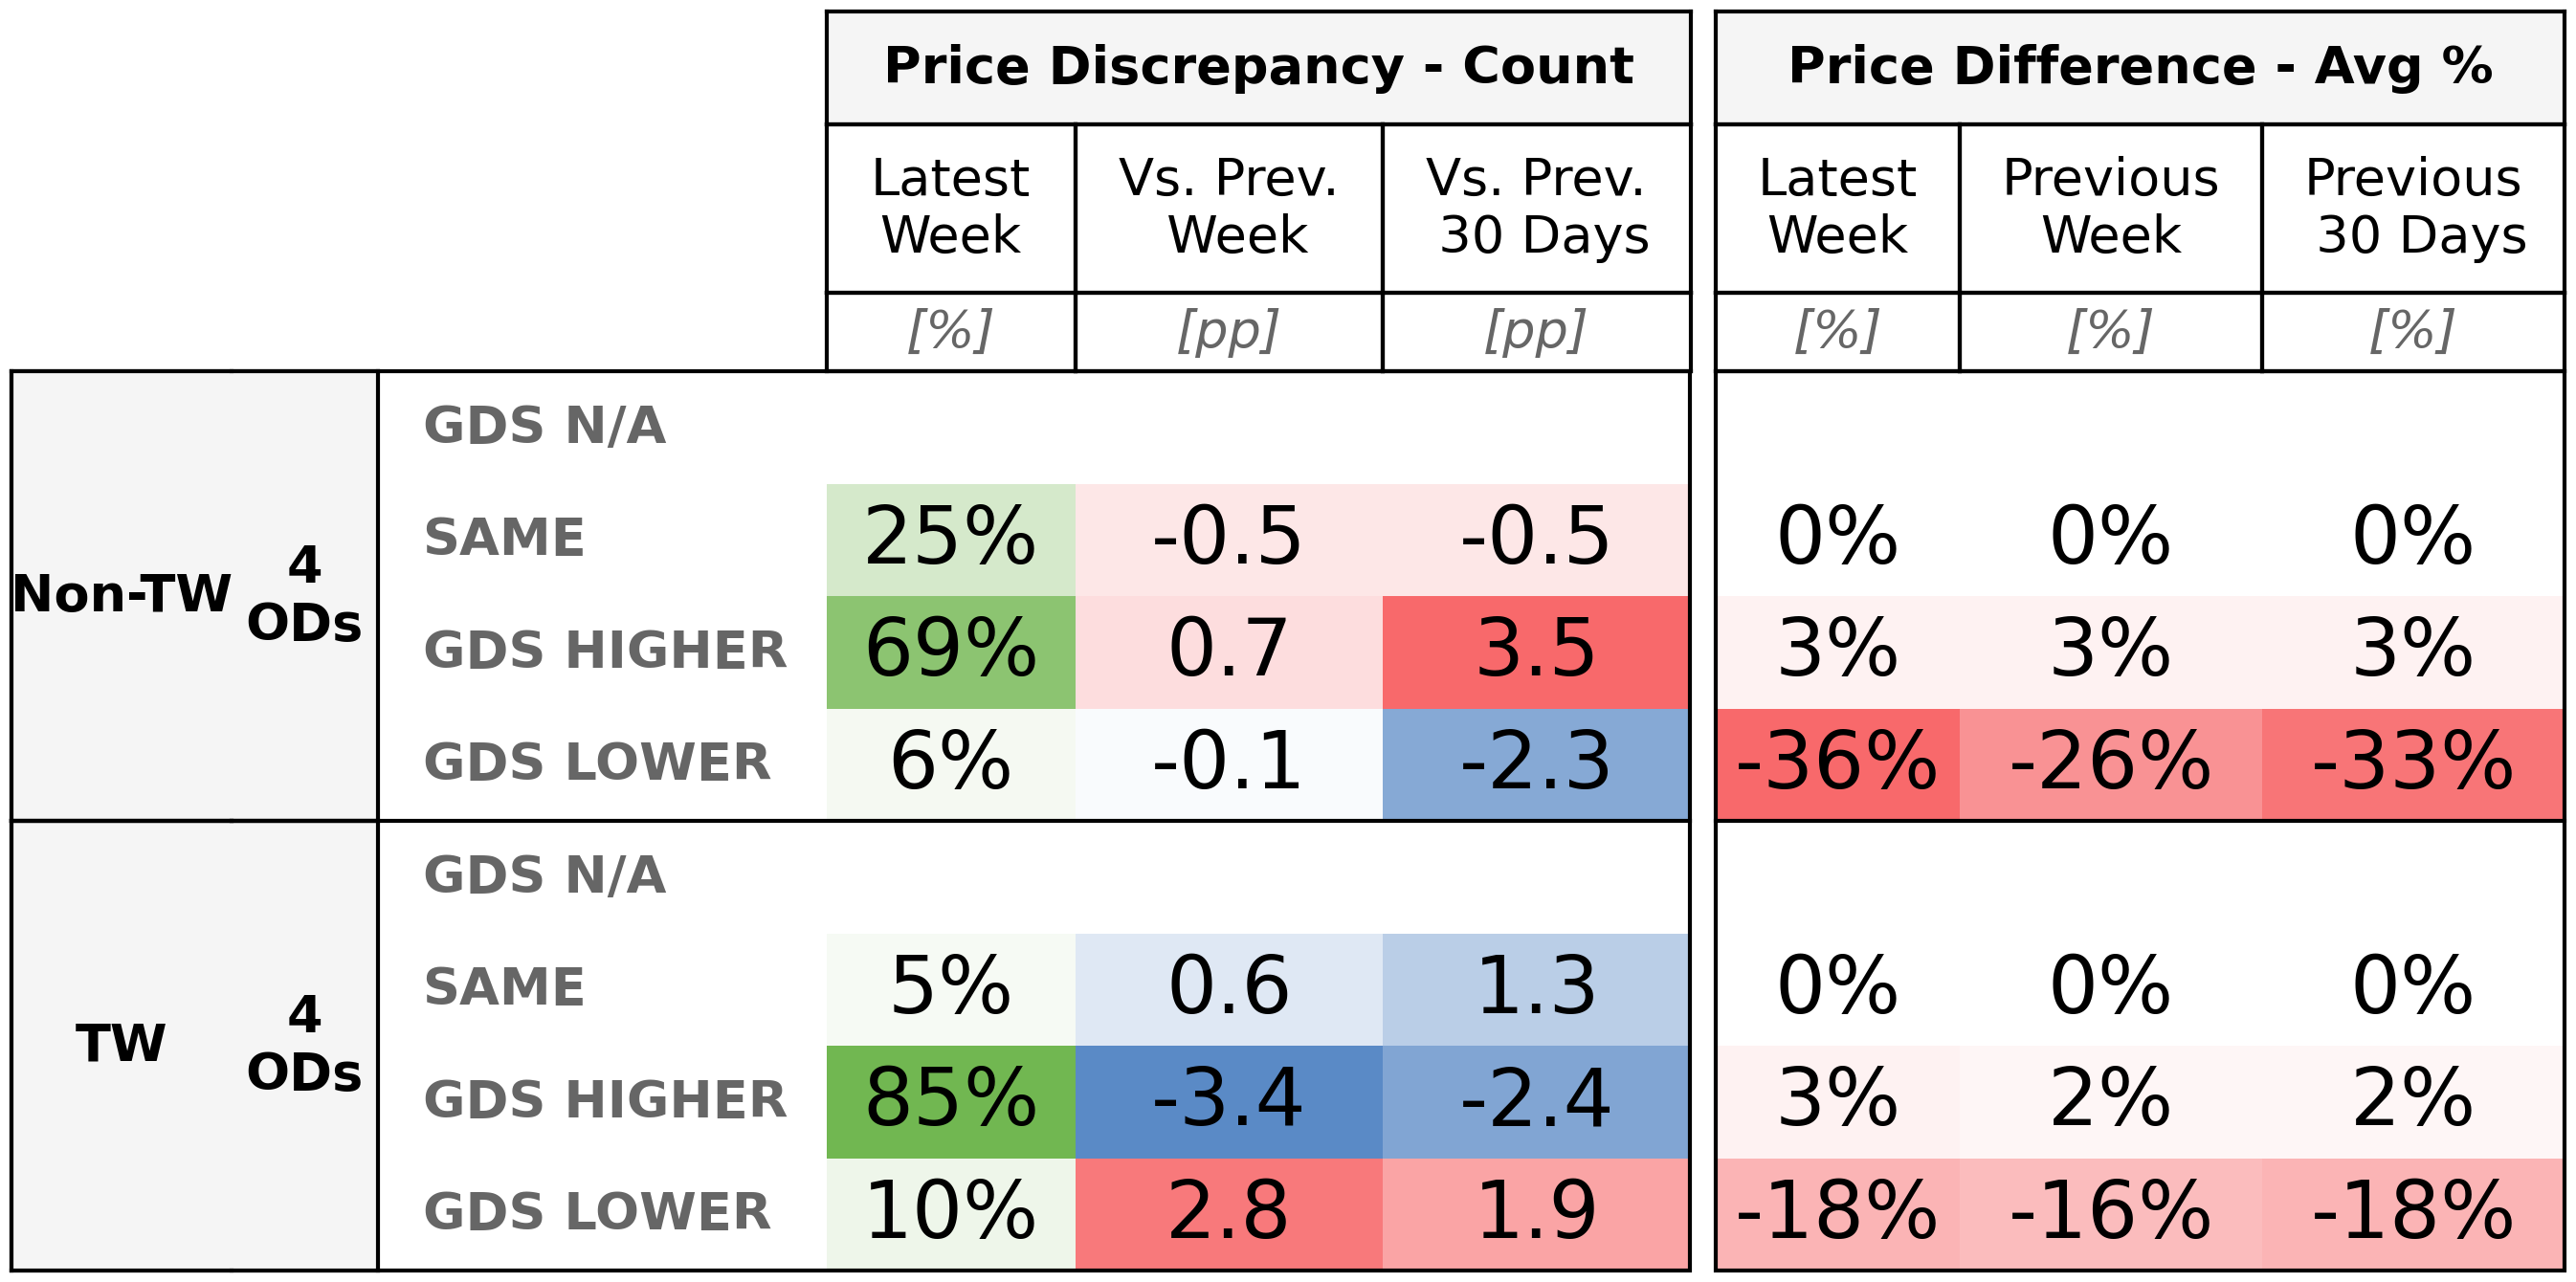 Price Discrepancy - Count Price Difference - Avg %
Latest Week Vs. Prev. Week Vs. Prev. 30 Days Latest Week Previous Week Previous 30 Days
[%] [pp] [pp] [%] [%] [%]
Non-TW 4 ODs
GDS N/A
SAME 25% -0.5 -0.5 0% 0% 0%
GDS HIGHER 69% 0.7 3.5 3% 3% 3%
GDS LOWER 6% -0.1 -2.3 -36% -26% -33%
TW 4 ODs
GDS N/A
SAME 5% 0.6 1.3 0% 0% 0%
GDS HIGHER 85% -3.4 -2.4 3% 2% 2%
GDS LOWER 10% 2.8 1.9 -18% -16% -18%